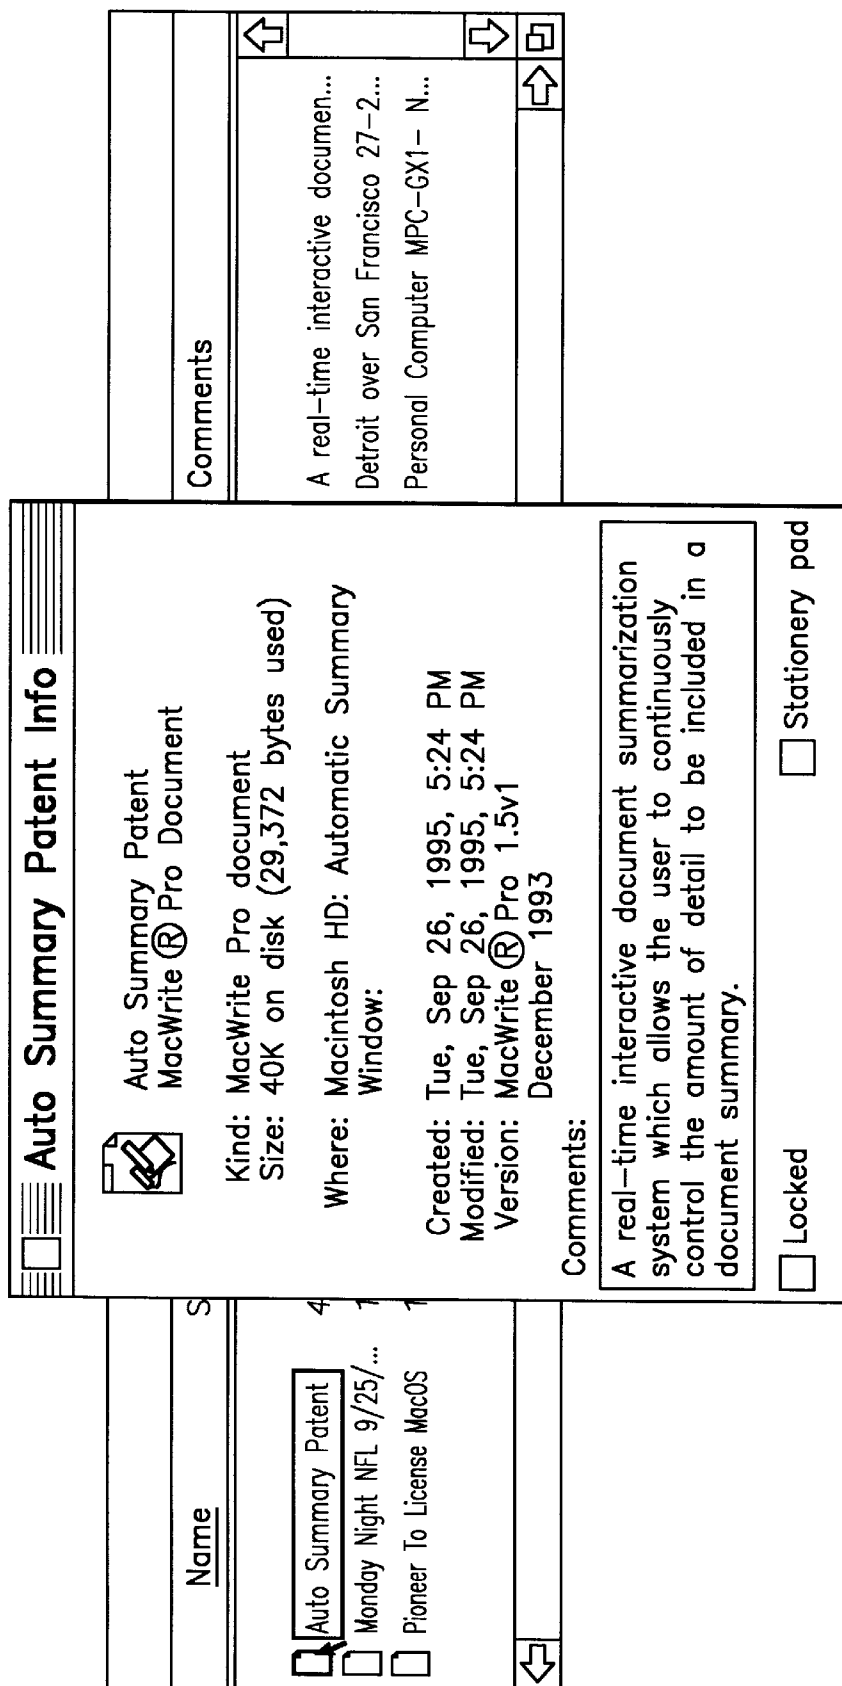 Auto Summary Patent Info
Auto Summary Patent
MacWrite ® Pro Document
Kind: MacWrite Pro document
Size: 40K on disk (29,372 bytes used)
Where: Macintosh HD: Automatic Summary
Window:
Created: Tue, Sep 26, 1995, 5:24 PM
Modified: Tue, Sep 26, 1995, 5:24 PM
Version: MacWrite ® Pro 1.5v1
December 1993
Comments:
A real-time interactive document summarization
system which allows the user to continuously
control the amount of detail to be included in a
document summary.
Locked Stationery pad
Name S Comments
Auto Summary Patent 4 A real-time interactive documen...
Monday Night NFL 9/25/... 1 Detroit over San Francisco 27-2...
Pioneer To License MacOS 1 Personal Computer MPC-GX1- N...